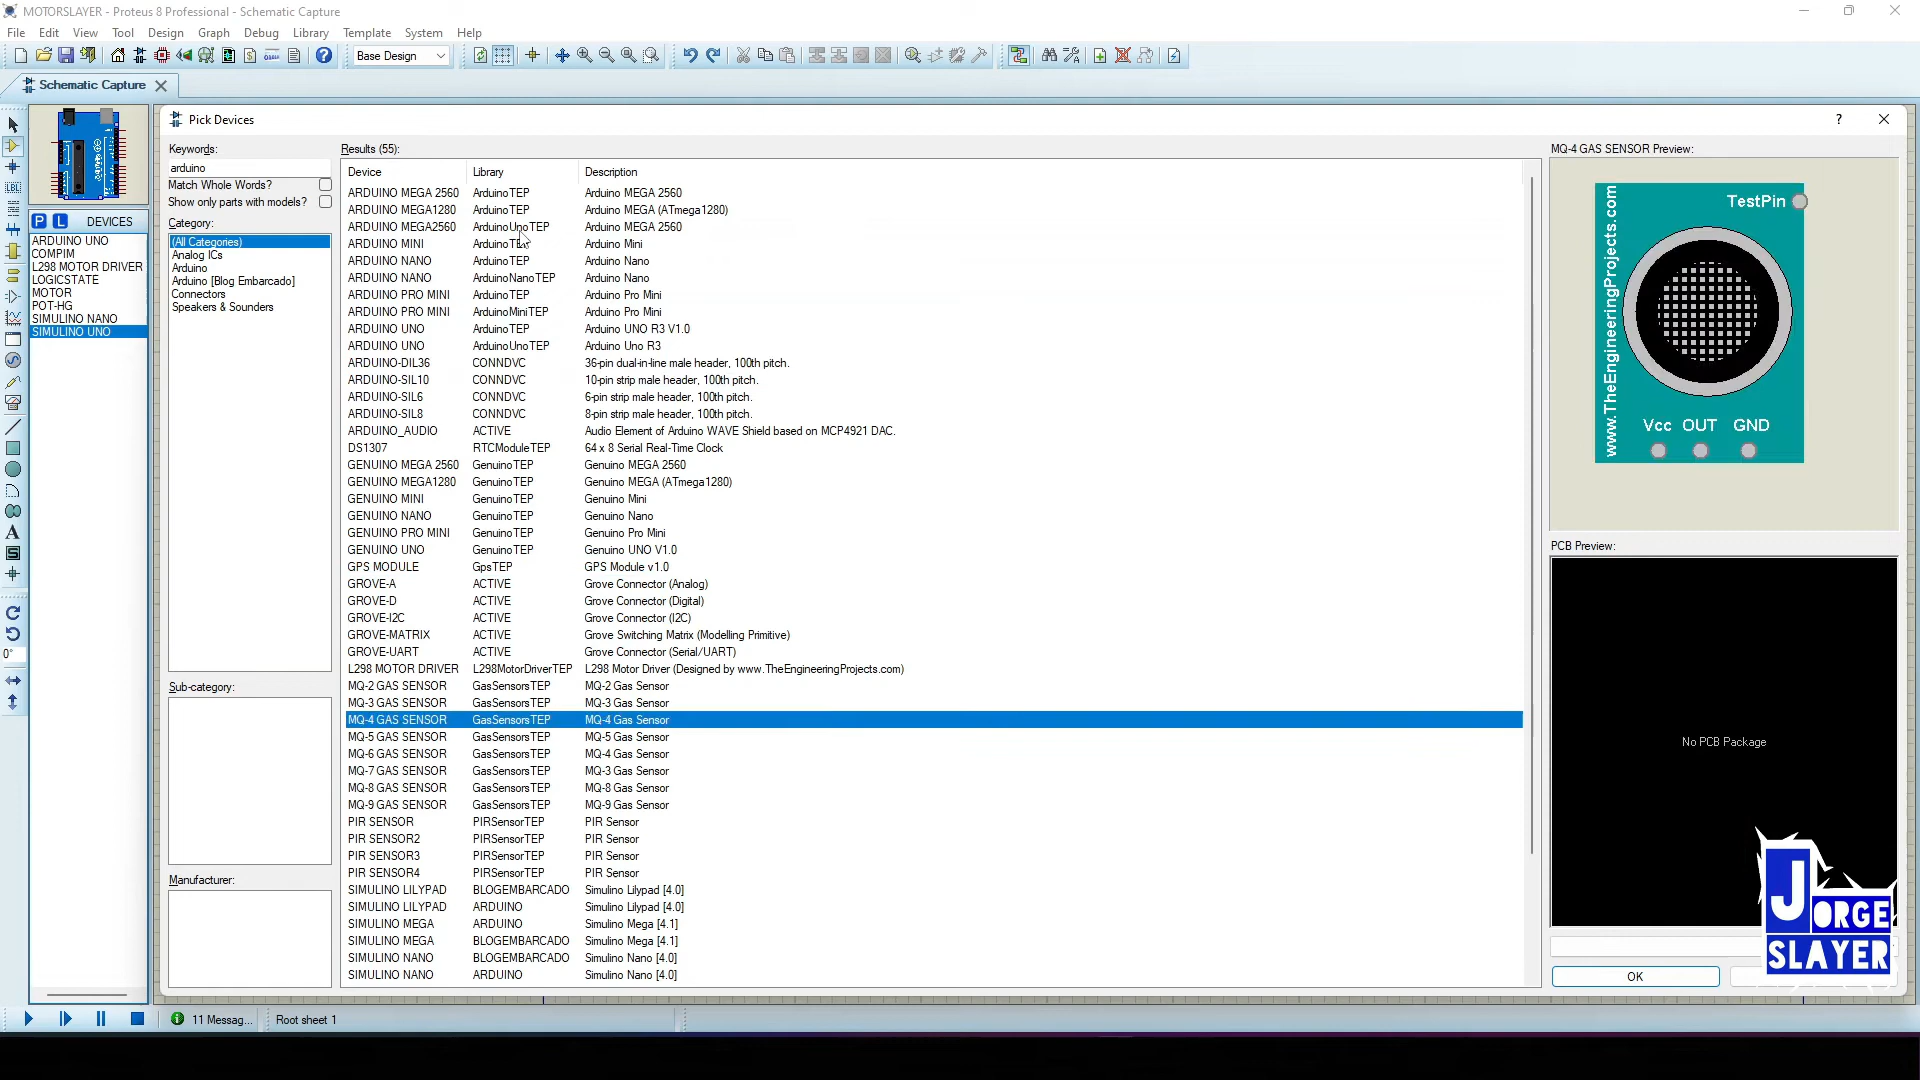 MOTORSLAYER - Proteus 8 Professional - Schematic Capture
File Edit View Tool Design Graph Debug Library Template System Help
Base Design
Schematic Capture
Pick Devices
?
P L DEVICES
ARDUINO UNO
COMPIM
L298 MOTOR DRIVER
LOGICSTATE
MOTOR
POT-HG
SIMULINO NANO
SIMULINO UNO
LBL
A
S
0°
Keywords:
arduino
Match Whole Words?
Show only parts with models?
Category:
(All Categories)
Analog ICs
Arduino
Arduino [Blog Embarcado]
Connectors
Speakers & Sounders
Sub-category:
Manufacturer:
Results (55):
Device Library Description
ARDUINO MEGA 2560 ArduinoTEP Arduino MEGA 2560
ARDUINO MEGA1280 ArduinoTEP Arduino MEGA (ATmega1280)
ARDUINO MEGA2560 ArduinoUnoTEP Arduino MEGA 2560
ARDUINO MINI ArduinoTEP Arduino Mini
ARDUINO NANO ArduinoTEP Arduino Nano
ARDUINO NANO ArduinoNanoTEP Arduino Nano
ARDUINO PRO MINI ArduinoTEP Arduino Pro Mini
ARDUINO PRO MINI ArduinoMiniTEP Arduino Pro Mini
ARDUINO UNO ArduinoTEP Arduino UNO R3 V1.0
ARDUINO UNO ArduinoUnoTEP Arduino Uno R3
ARDUINO-DIL36 CONNDVC 36-pin dual-in-line male header, 100th pitch.
ARDUINO-SIL10 CONNDVC 10-pin strip male header, 100th pitch.
ARDUINO-SIL6 CONNDVC 6-pin strip male header, 100th pitch.
ARDUINO-SIL8 CONNDVC 8-pin strip male header, 100th pitch.
ARDUINO_AUDIO ACTIVE Audio Element of Arduino WAVE Shield based on MCP4921 DAC.
DS1307 RTCModuleTEP 64 x 8 Serial Real-Time Clock
GENUINO MEGA 2560 GenuinoTEP Genuino MEGA 2560
GENUINO MEGA1280 GenuinoTEP Genuino MEGA (ATmega1280)
GENUINO MINI GenuinoTEP Genuino Mini
GENUINO NANO GenuinoTEP Genuino Nano
GENUINO PRO MINI GenuinoTEP Genuino Pro Mini
GENUINO UNO GenuinoTEP Genuino UNO V1.0
GPS MODULE GpsTEP GPS Module v1.0
GROVE-A ACTIVE Grove Connector (Analog)
GROVE-D ACTIVE Grove Connector (Digital)
GROVE-I2C ACTIVE Grove Connector (I2C)
GROVE-MATRIX ACTIVE Grove Switching Matrix (Modelling Primitive)
GROVE-UART ACTIVE Grove Connector (Serial/UART)
L298 MOTOR DRIVER L298MotorDriverTEP L298 Motor Driver (Designed by www.TheEngineeringProjects.com)
MQ-2 GAS SENSOR GasSensorsTEP MQ-2 Gas Sensor
MQ-3 GAS SENSOR GasSensorsTEP MQ-3 Gas Sensor
MQ-4 GAS SENSOR GasSensorsTEP MQ-4 Gas Sensor
MQ-5 GAS SENSOR GasSensorsTEP MQ-5 Gas Sensor
MQ-6 GAS SENSOR GasSensorsTEP MQ-4 Gas Sensor
MQ-7 GAS SENSOR GasSensorsTEP MQ-3 Gas Sensor
MQ-8 GAS SENSOR GasSensorsTEP MQ-8 Gas Sensor
MQ-9 GAS SENSOR GasSensorsTEP MQ-9 Gas Sensor
PIR SENSOR PIRSensorTEP PIR Sensor
PIR SENSOR2 PIRSensorTEP PIR Sensor
PIR SENSOR3 PIRSensorTEP PIR Sensor
PIR SENSOR4 PIRSensorTEP PIR Sensor
SIMULINO LILYPAD BLOGEMBARCADO Simulino Lilypad [4.0]
SIMULINO LILYPAD ARDUINO Simulino Lilypad [4.0]
SIMULINO MEGA ARDUINO Simulino Mega [4.1]
SIMULINO MEGA BLOGEMBARCADO Simulino Mega [4.1]
SIMULINO NANO BLOGEMBARCADO Simulino Nano [4.0]
SIMULINO NANO ARDUINO Simulino Nano [4.0]
MQ-4 GAS SENSOR Preview:
TestPin
www.TheEngineeringProjects.com
Vcc OUT GND
PCB Preview:
No PCB Package
OK
JORGE
SLAYER
11 Messag...
Root sheet 1